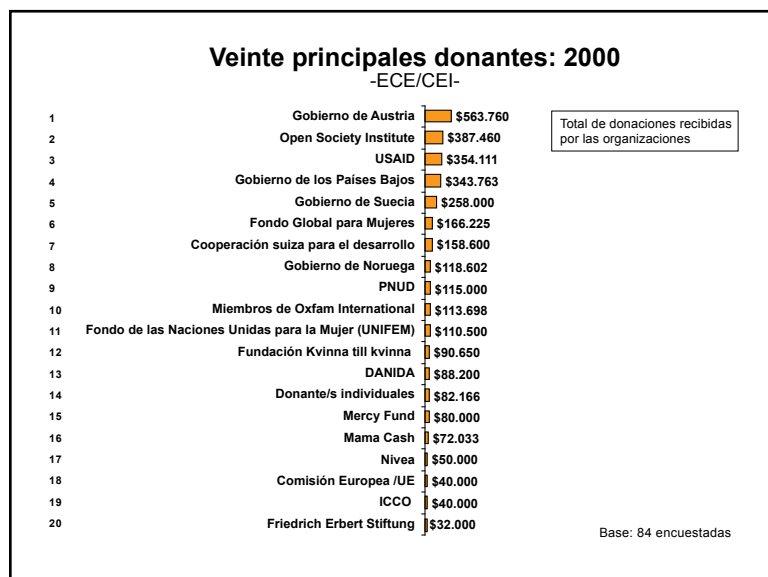 Veinte principales donantes: 2000
-ECE/CEI-
Total de donaciones recibidas
por las organizaciones
1 Gobierno de Austria $563.760
2 Open Society Institute $387.460
3 USAID $354.111
4 Gobierno de los Países Bajos $343.763
5 Gobierno de Suecia $258.000
6 Fondo Global para Mujeres $166.225
7 Cooperación suiza para el desarrollo $158.600
8 Gobierno de Noruega $118.602
9 PNUD $115.000
10 Miembros de Oxfam International $113.698
11 Fondo de las Naciones Unidas para la Mujer (UNIFEM) $110.500
12 Fundación Kvinna till kvinna $90.650
13 DANIDA $88.200
14 Donante/s individuales $82.166
15 Mercy Fund $80.000
16 Mama Cash $72.033
17 Nivea $50.000
18 Comisión Europea /UE $40.000
19 ICCO $40.000
20 Friedrich Erbert Stiftung $32.000
Base: 84 encuestadas